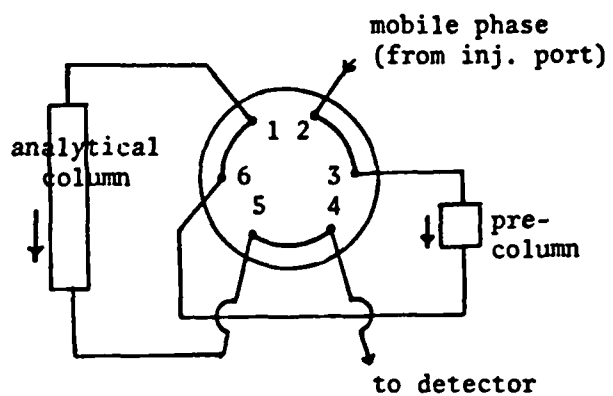 mobile phase
(from inj. port)
analytical
column
1
2
6
3
5
4
pre-
column
to detector